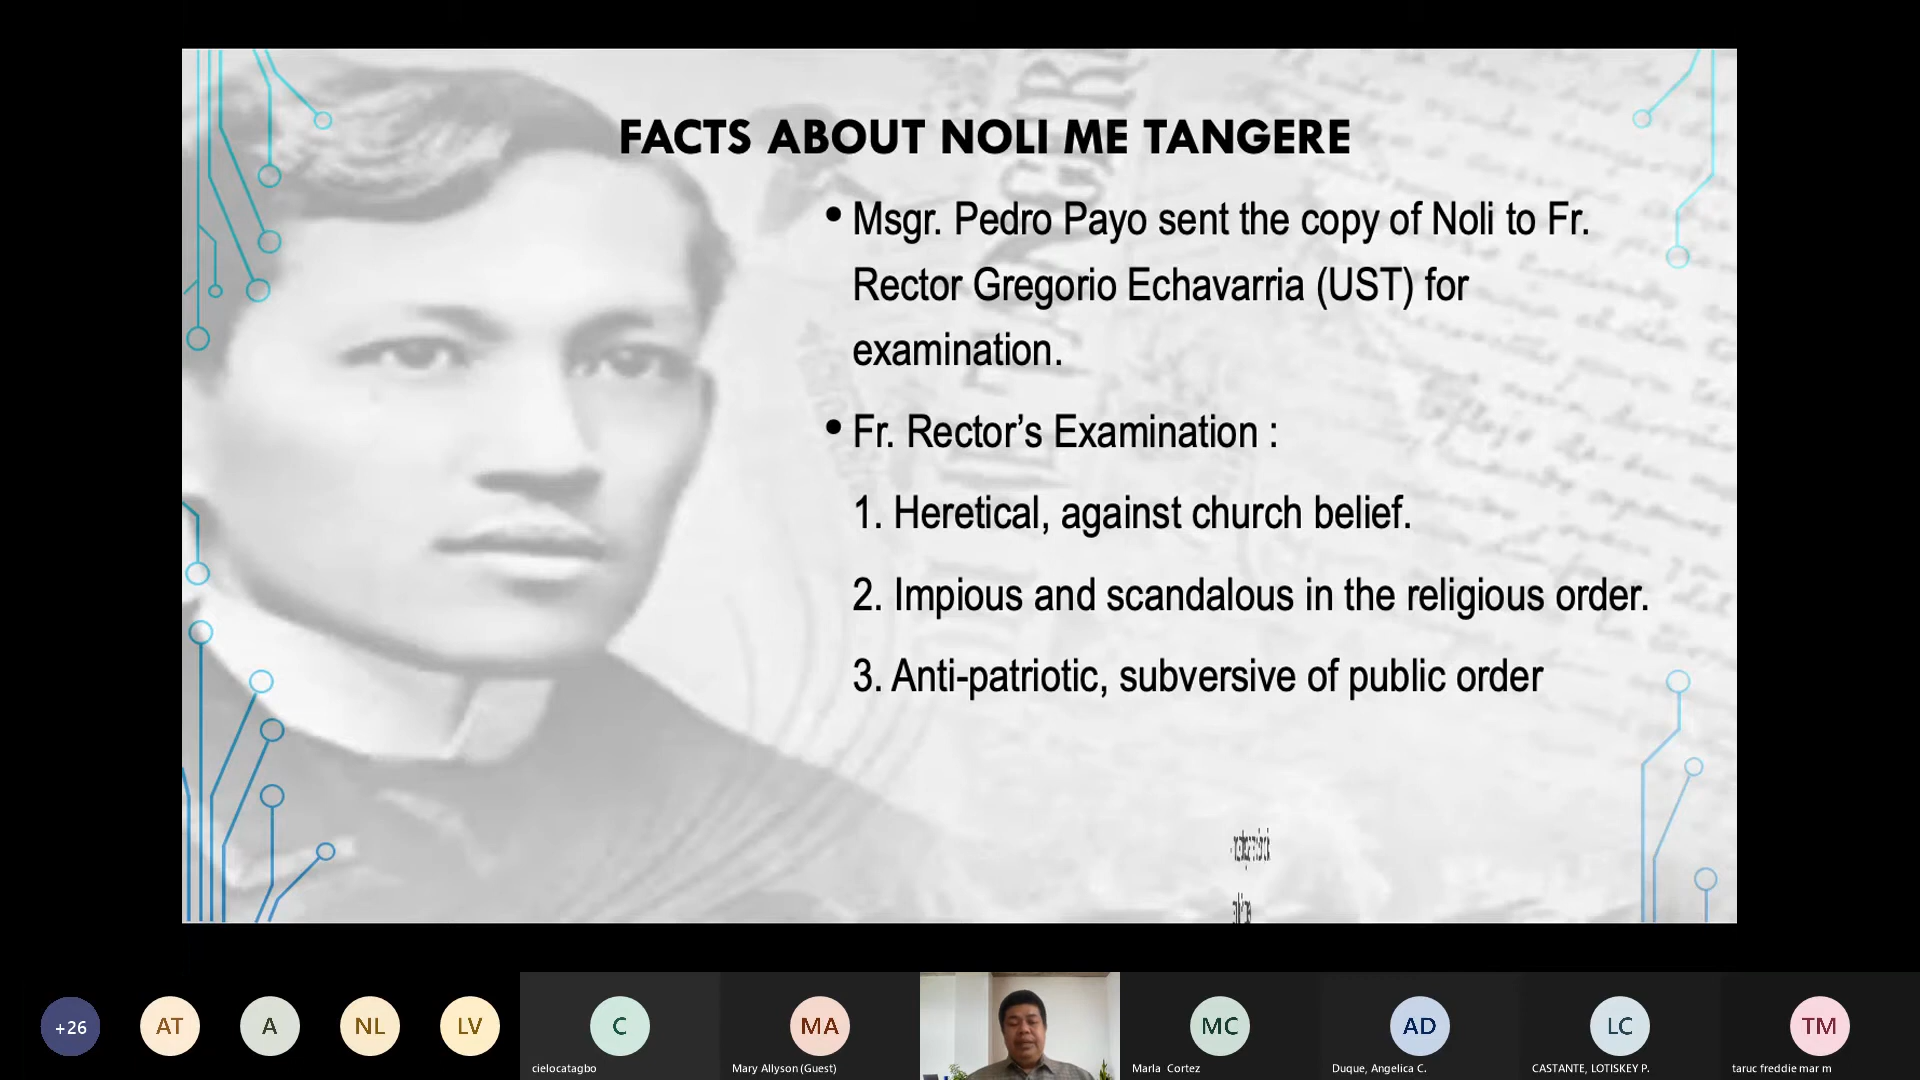 FACTS ABOUT NOLI ME TANGERE
• Msgr. Pedro Payo sent the copy of Noli to Fr.
Rector Gregorio Echavarria (UST) for
examination.
• Fr. Rector’s Examination :
1. Heretical, against church belief.
2. Impious and scandalous in the religious order.
3. Anti-patriotic, subversive of public order
+26
AT
A
NL
LV
C
cielocatagbo
MA
Mary Allyson (Guest)
MC
Marla Cortez
AD
Duque, Angelica C.
LC
CASTANTE, LOTISKEY P.
TM
taruc freddie mar m